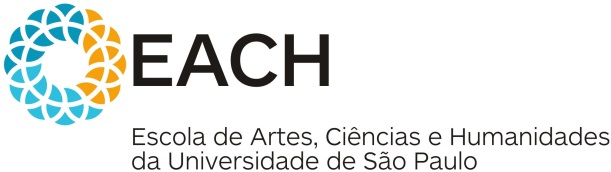 EACH
Escola de Artes, Ciências e Humanidades
da Universidade de São Paulo